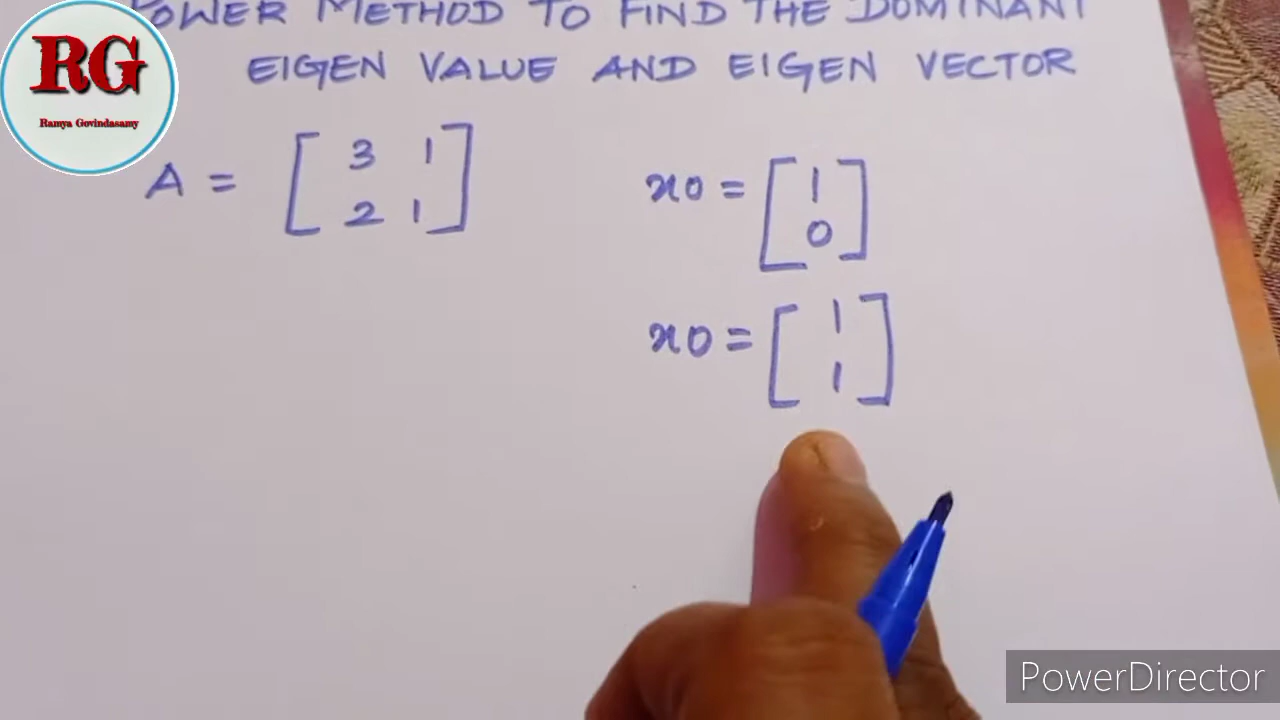 POWER METHOD TO FIND THE DOMINANT
EIGEN VALUE AND EIGEN VECTOR
RG
Ramya Govindasamy
A = [ 3 1
2 1 ]
x0 = [ 1
0 ]
x0 = [ 1
1 ]
PowerDirector